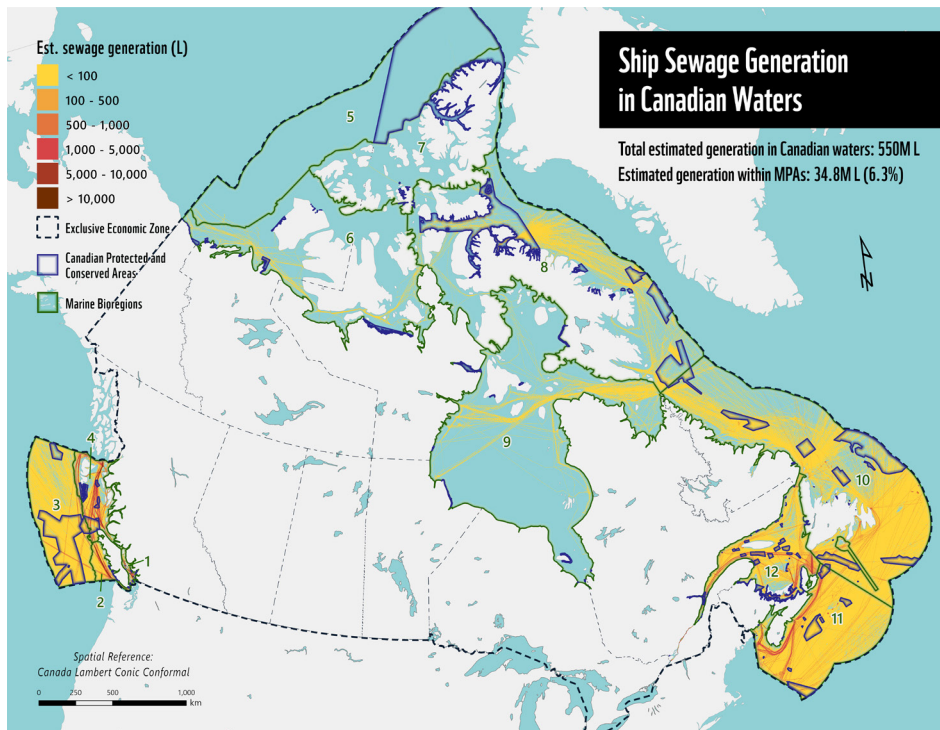 Est. sewage generation (L)
< 100
100 - 500
500 - 1,000
1,000 - 5,000
5,000 - 10,000
> 10,000
Exclusive Economic Zone
Canadian Protected and
Conserved Areas
Marine Bioregions
Ship Sewage Generation
in Canadian Waters
Total estimated generation in Canadian waters: 550M L
Estimated generation within MPAs: 34.8M L (6.3%)
N
5
7
6
8
4
9
3
10
1
12
2
11
Spatial Reference:
Canada Lambert Conic Conformal
0 250 500 1,000
km